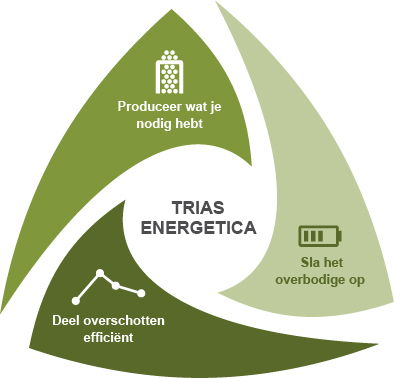 Produceer wat je
nodig hebt
TRIAS
ENERGETICA
Sla het
overbodige op
Deel overschotten
efficiënt